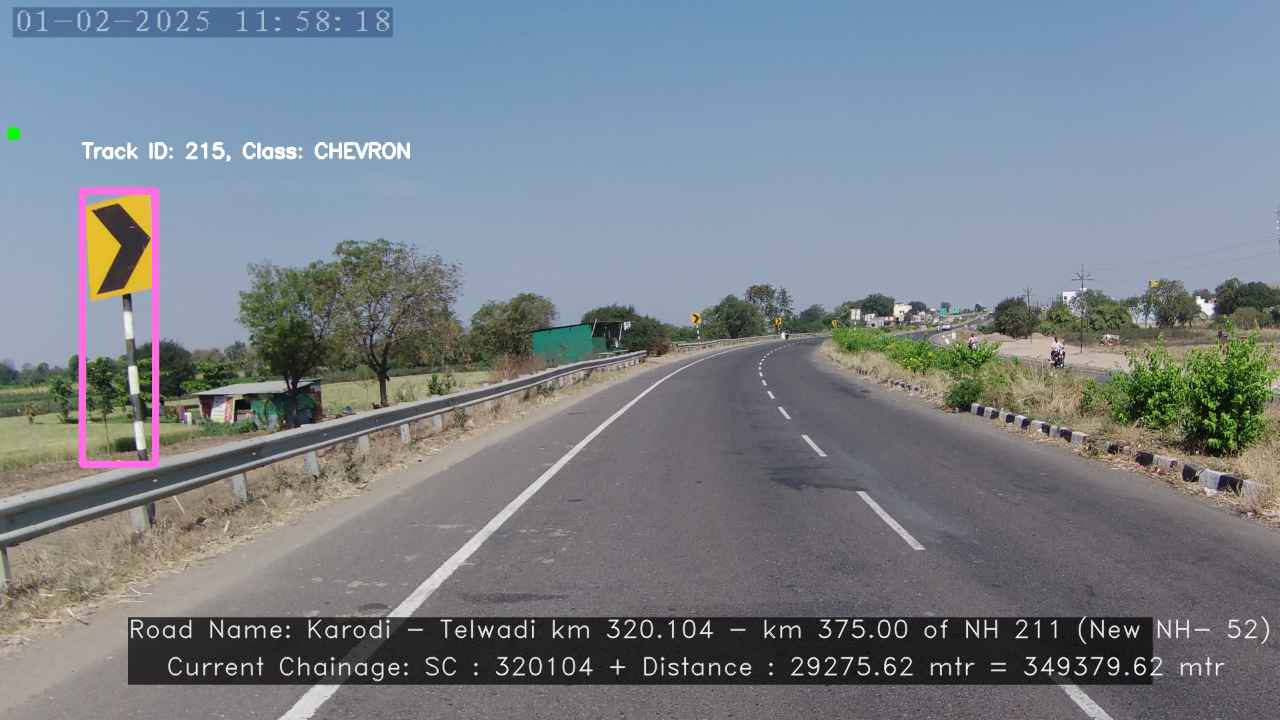 01-02-2025 11:58:18
Track ID: 215, Class: CHEVRON
Road Name: Karodi - Telwadi km 320.104 - km 375.00 of NH 211 (New NH- 52)
Current Chainage: SC : 320104 + Distance : 29275.62 mtr = 349379.62 mtr